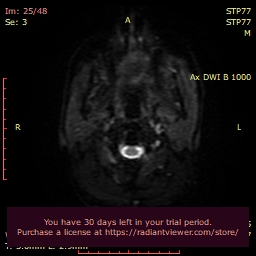 Im: 25/48
Se: 3
STP77
STP77
M
A
Ax DWI B 1000
R
L
You have 30 days left in your trial period.
Purchase a license at https://radiantviewer.com/store/